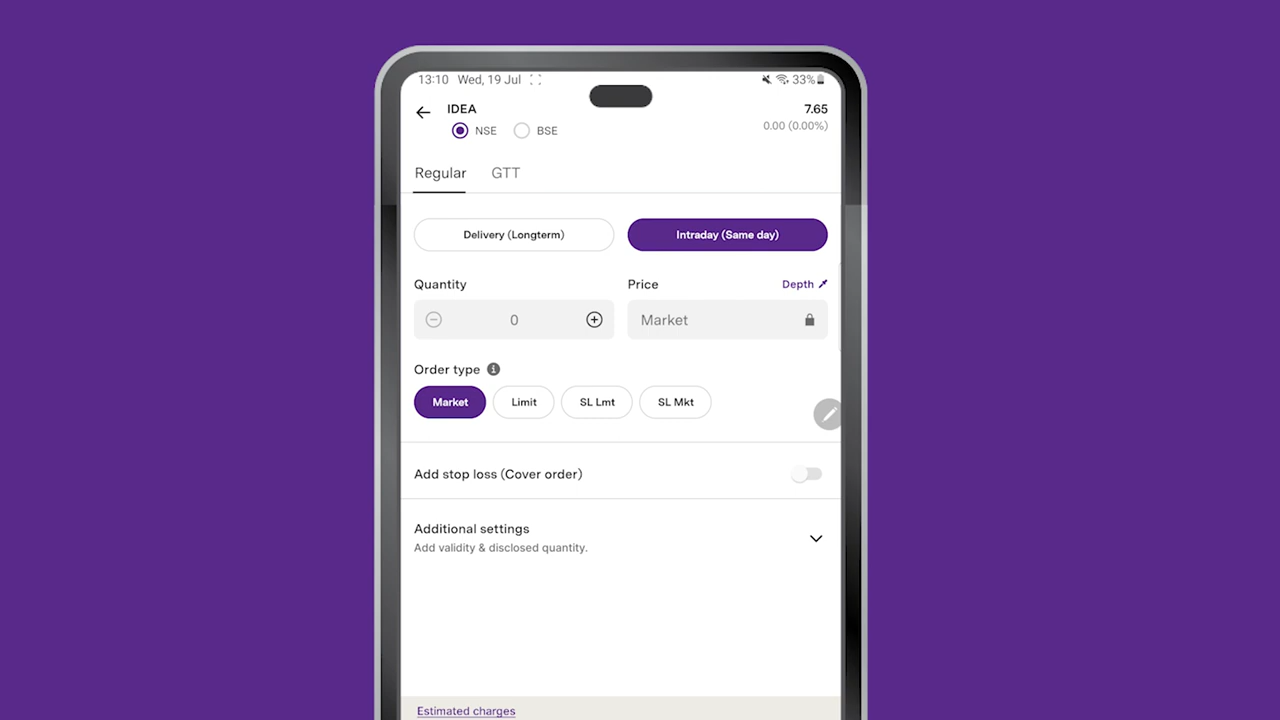 13:10 Wed, 19 Jul 33%
IDEA 7.65
NSE BSE 0.00 (0.00%)
Regular GTT
Delivery (Longterm) Intraday (Same day)
Quantity Price Depth
0 Market
Order type
Market Limit SL Lmt SL Mkt
Add stop loss (Cover order)
Additional settings
Add validity & disclosed quantity.
Estimated charges